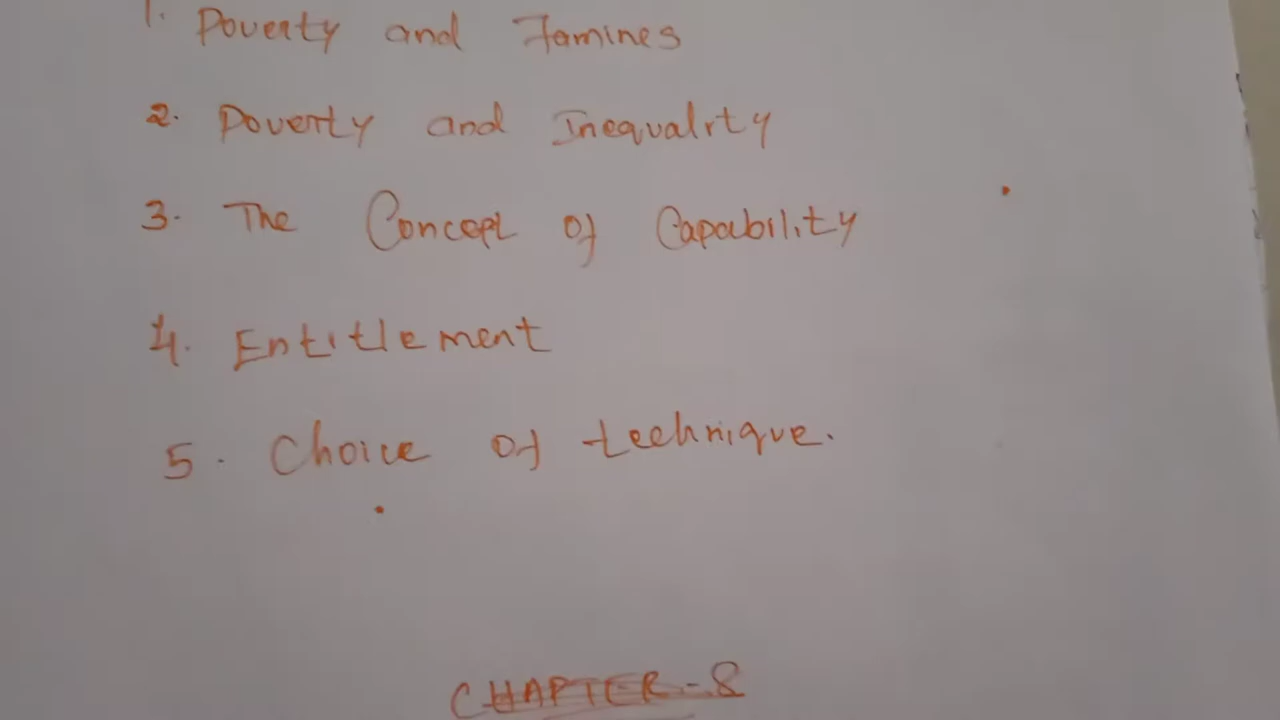 1. Poverty and Famines
2. Poverty and Inequality
3. The Concept of Capability
4. Entitlement
5. Choice of technique.
CHAPTER-8